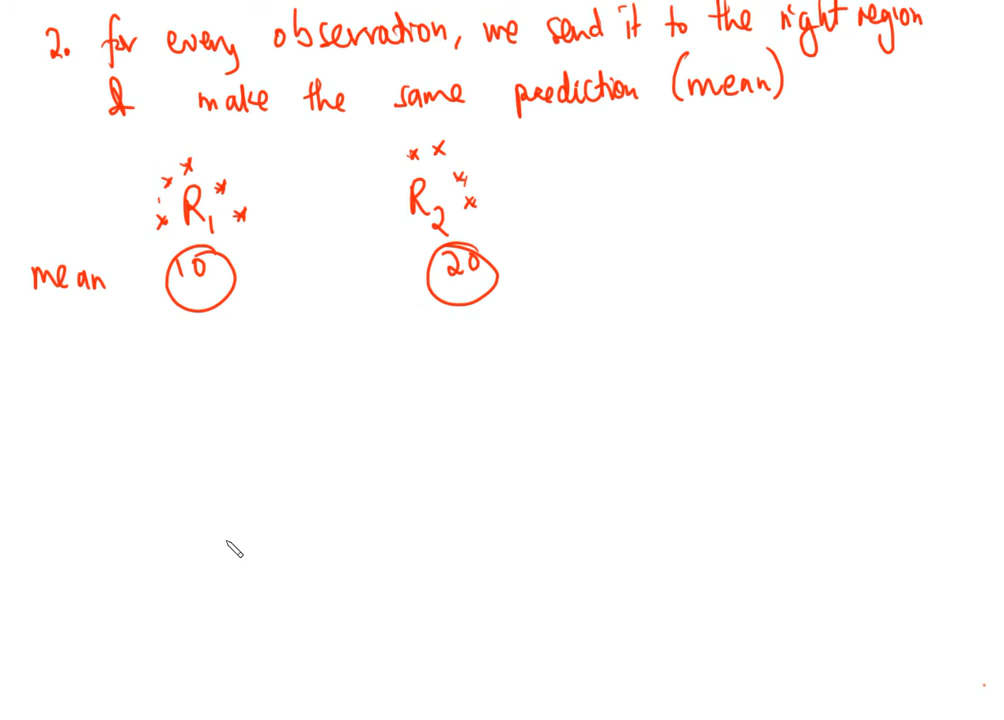 2. for every observation, we send it to the right region
& make the same prediction (mean)
R1 R2
mean 10 20